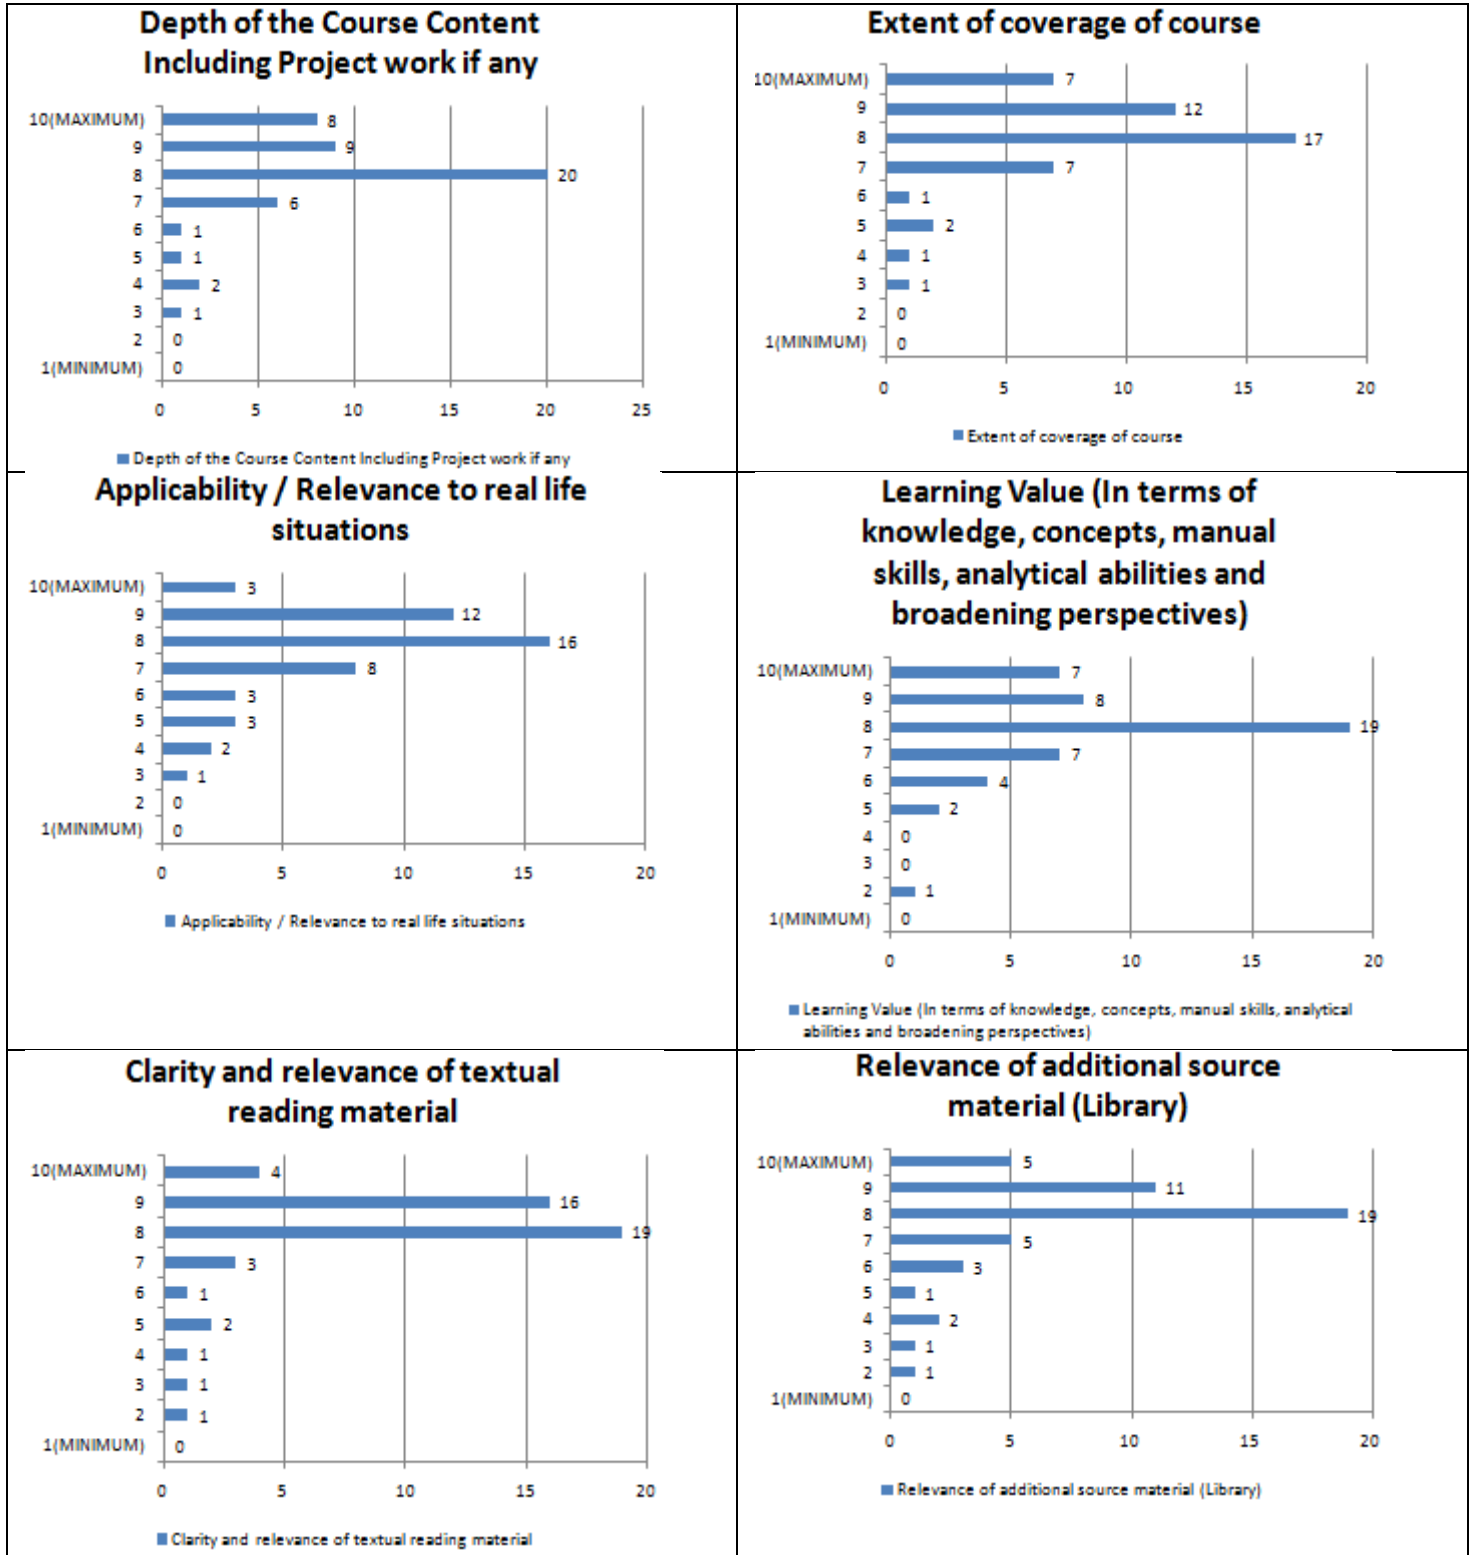 Depth of the Course Content
Including Project work if any
10(MAXIMUM) 8
9 9
8 20
7 6
6 1
5 1
4 2
3 1
2 0
1(MINIMUM) 0
0 5 10 15 20 25
Depth of the Course Content Including Project work if any
Extent of coverage of course
10(MAXIMUM) 7
9 12
8 17
7 7
6 1
5 2
4 1
3 1
2 0
1(MINIMUM) 0
0 5 10 15 20
Extent of coverage of course
Applicability / Relevance to real life
situations
10(MAXIMUM) 3
9 12
8 16
7 8
6 3
5 3
4 2
3 1
2 0
1(MINIMUM) 0
0 5 10 15 20
Applicability / Relevance to real life situations
Learning Value (In terms of
knowledge, concepts, manual
skills, analytical abilities and
broadening perspectives)
10(MAXIMUM) 7
9 8
8 19
7 7
6 4
5 2
4 0
3 0
2 1
1(MINIMUM) 0
0 5 10 15 20
Learning Value (In terms of knowledge, concepts, manual skills, analytical
abilities and broadening perspectives)
Clarity and relevance of textual
reading material
10(MAXIMUM) 4
9 16
8 19
7 3
6 1
5 2
4 1
3 1
2 1
1(MINIMUM) 0
0 5 10 15 20
Clarity and relevance of textual reading material
Relevance of additional source
material (Library)
10(MAXIMUM) 5
9 11
8 19
7 5
6 3
5 1
4 2
3 1
2 1
1(MINIMUM) 0
0 5 10 15 20
Relevance of additional source material (Library)